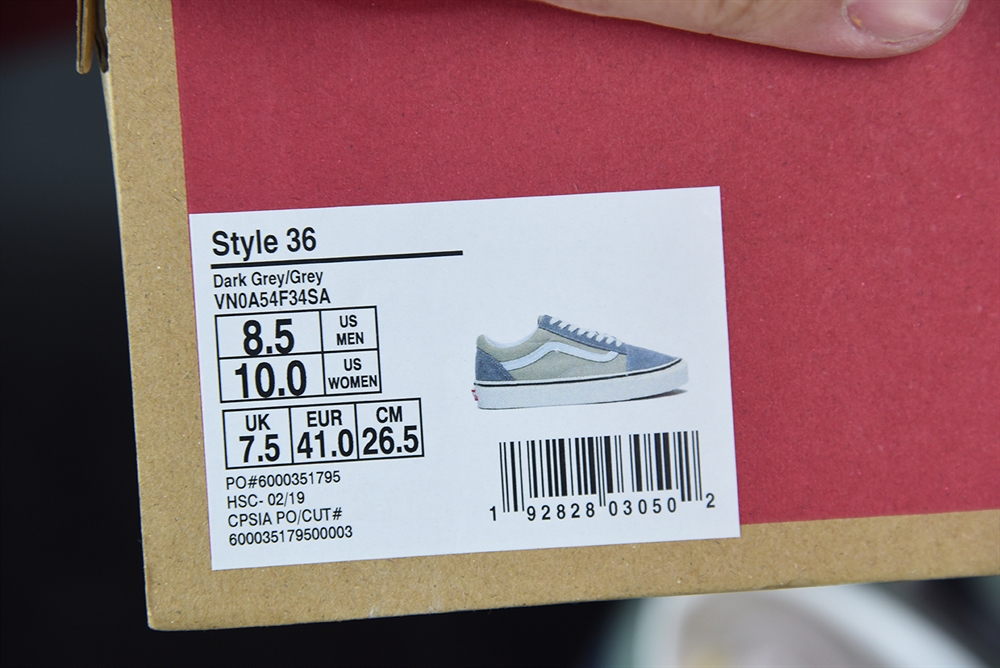 Style 36
Dark Grey/Grey
VN0A54F34SA
8.5 US MEN
10.0 US WOMEN
UK EUR CM
7.5 41.0 26.5
PO#6000351795
HSC- 02/19
CPSIA PO/CUT#
600035179500003
1 92828 03050 2